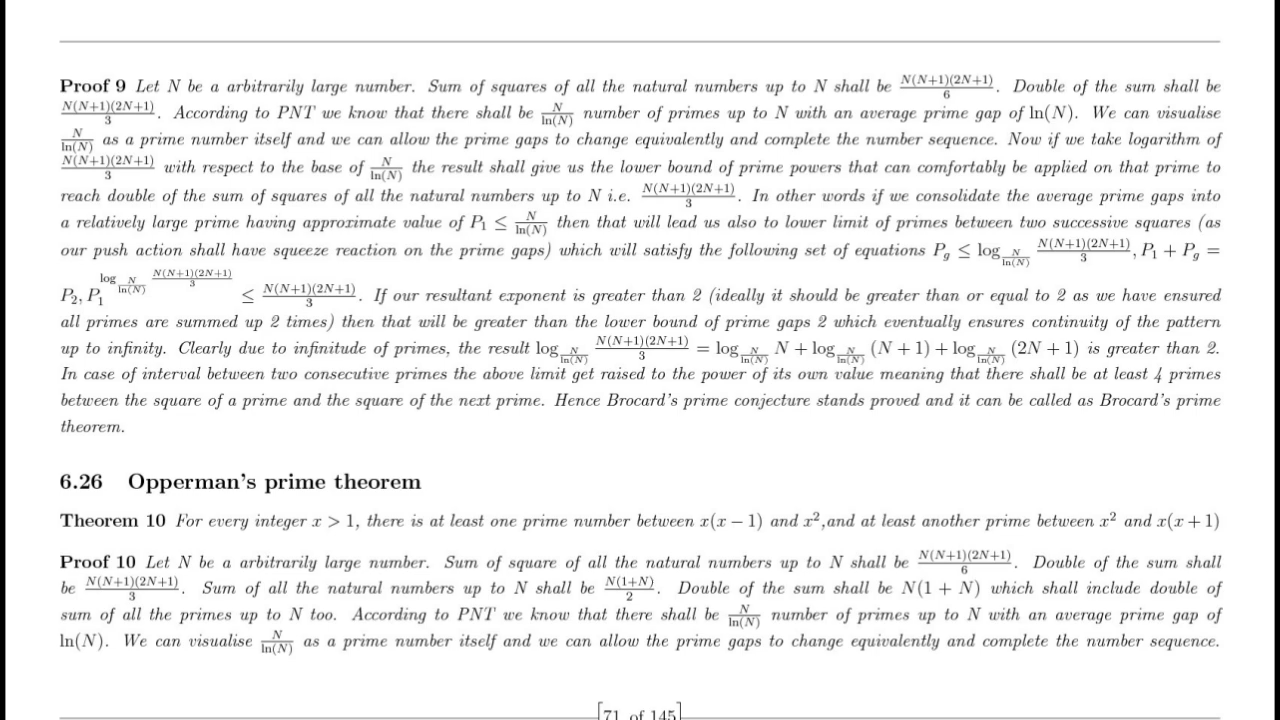 Proof 9 Let N be a arbitrarily large number. Sum of squares of all the natural numbers up to N shall be N(N+1)(2N+1)/6. Double of the sum shall be
N(N+1)(2N+1)/3. According to PNT we know that there shall be N/ln(N) number of primes up to N with an average prime gap of ln(N). We can visualise
N/ln(N) as a prime number itself and we can allow the prime gaps to change equivalently and complete the number sequence. Now if we take logarithm of
N(N+1)(2N+1)/3 with respect to the base of N/ln(N) the result shall give us the lower bound of prime powers that can comfortably be applied on that prime to
reach double of the sum of squares of all the natural numbers up to N i.e. N(N+1)(2N+1)/3. In other words if we consolidate the average prime gaps into
a relatively large prime having approximate value of P₁ ≤ N/ln(N) then that will lead us also to lower limit of primes between two successive squares (as
our push action shall have squeeze reaction on the prime gaps) which will satisfy the following set of equations P_g ≤ log_{N/ln(N)} N(N+1)(2N+1)/3, P₁ + P_g =
P₂, P₁^{log_{N/ln(N)} N(N+1)(2N+1)/3} ≤ N(N+1)(2N+1)/3. If our resultant exponent is greater than 2 (ideally it should be greater than or equal to 2 as we have ensured
all primes are summed up 2 times) then that will be greater than the lower bound of prime gaps 2 which eventually ensures continuity of the pattern
up to infinity. Clearly due to infinitude of primes, the result log_{N/ln(N)} N(N+1)(2N+1)/3 = log_{N/ln(N)} N + log_{N/ln(N)} (N + 1) + log_{N/ln(N)} (2N + 1) is greater than 2.
In case of interval between two consecutive primes the above limit get raised to the power of its own value meaning that there shall be at least 4 primes
between the square of a prime and the square of the next prime. Hence Brocard's prime conjecture stands proved and it can be called as Brocard's prime
theorem.
6.26 Opperman's prime theorem
Theorem 10 For every integer x > 1, there is at least one prime number between x(x − 1) and x²,and at least another prime between x² and x(x + 1)
Proof 10 Let N be a arbitrarily large number. Sum of square of all the natural numbers up to N shall be N(N+1)(2N+1)/6. Double of the sum shall
be N(N+1)(2N+1)/3. Sum of all the natural numbers up to N shall be N(1+N)/2. Double of the sum shall be N(1 + N) which shall include double of
sum of all the primes up to N too. According to PNT we know that there shall be N/ln(N) number of primes up to N with an average prime gap of
ln(N). We can visualise N/ln(N) as a prime number itself and we can allow the prime gaps to change equivalently and complete the number sequence.
71 of 145